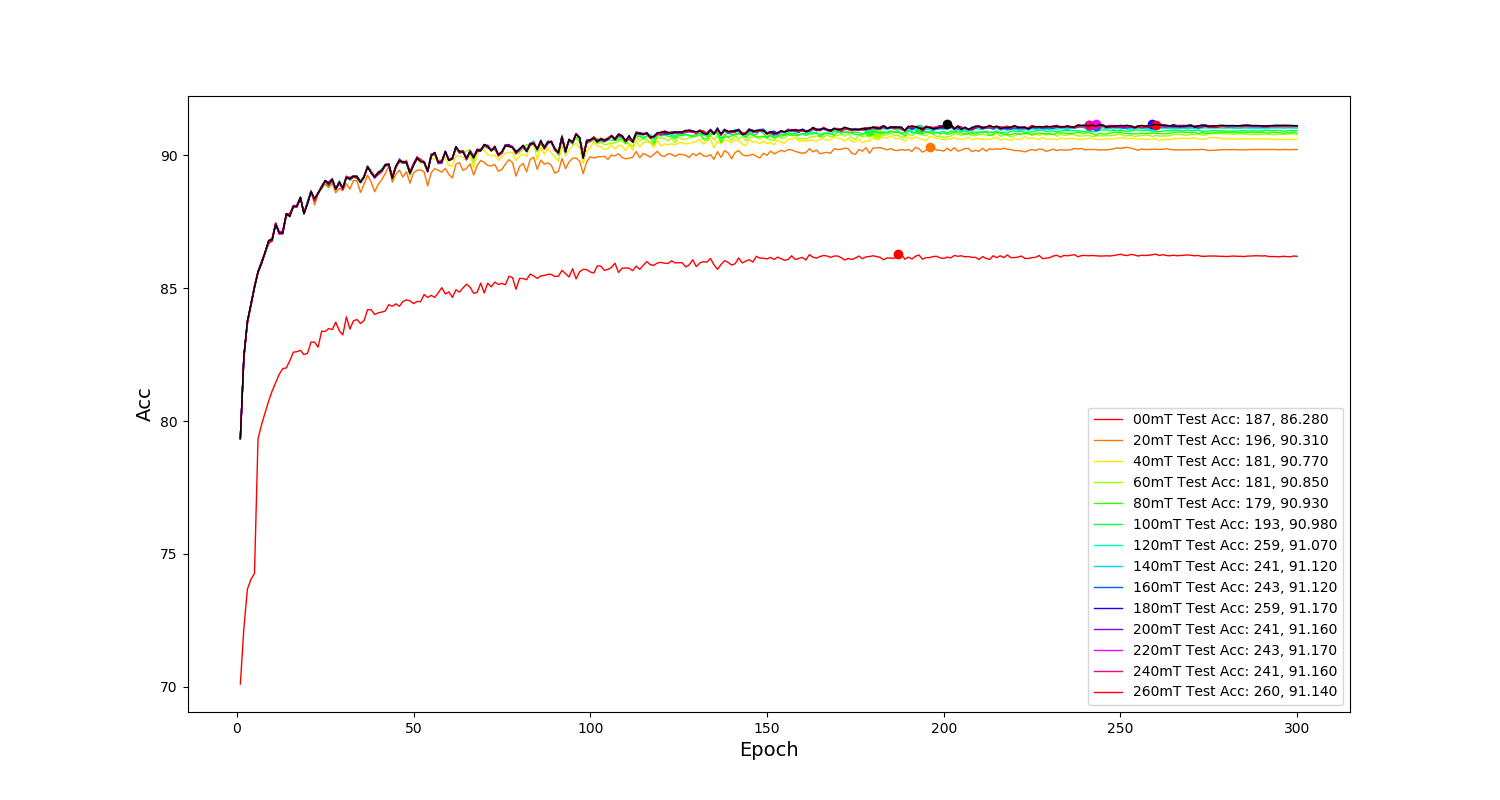 90
85
80
75
70
Acc
00mT Test Acc: 187, 86.280
20mT Test Acc: 196, 90.310
40mT Test Acc: 181, 90.770
60mT Test Acc: 181, 90.850
80mT Test Acc: 179, 90.930
100mT Test Acc: 193, 90.980
120mT Test Acc: 259, 91.070
140mT Test Acc: 241, 91.120
160mT Test Acc: 243, 91.120
180mT Test Acc: 259, 91.170
200mT Test Acc: 241, 91.160
220mT Test Acc: 243, 91.170
240mT Test Acc: 241, 91.160
260mT Test Acc: 260, 91.140
0 50 100 150 200 250 300
Epoch